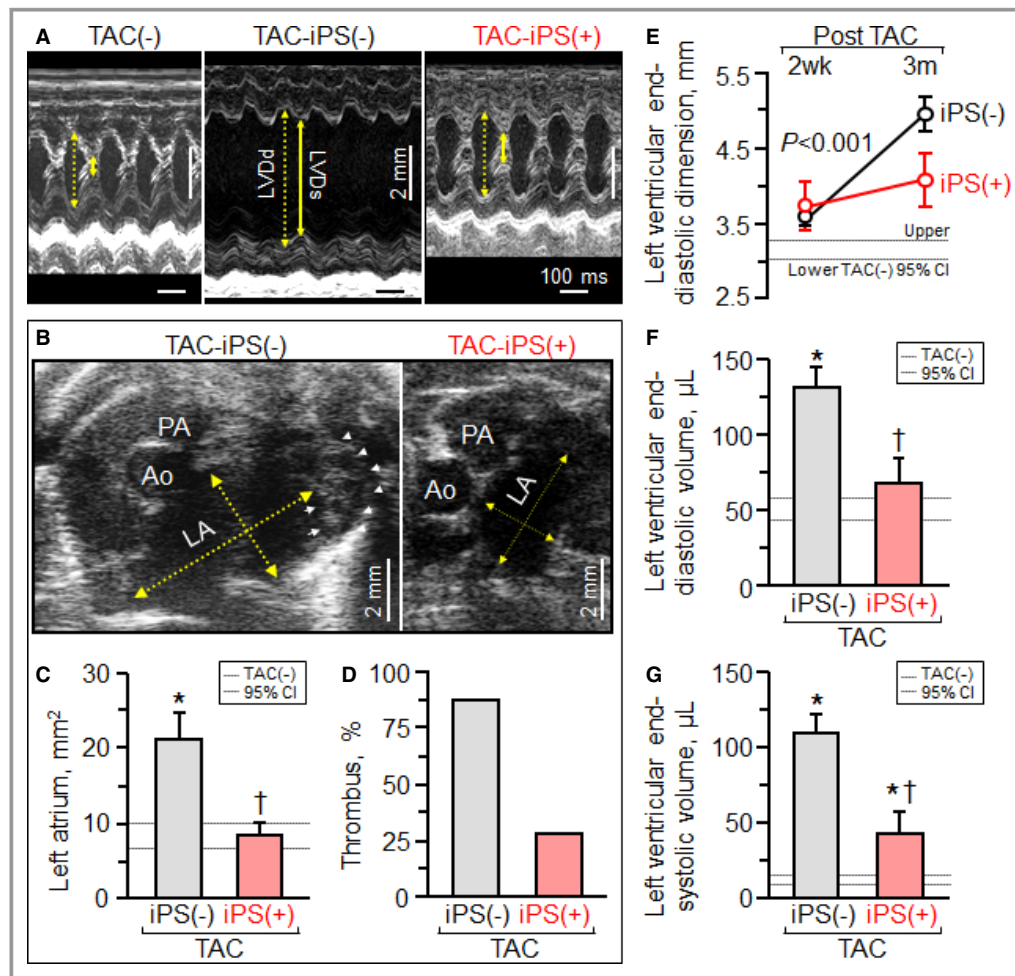 A
TAC(-)
TAC-iPS(-)
TAC-iPS(+)
LVDd
LVDs
2 mm
100 ms
B
TAC-iPS(-)
TAC-iPS(+)
PA
Ao
LA
2 mm
PA
Ao
LA
2 mm
C
Left atrium, mm²
30
20
10
0
TAC(-)
95% CI
*
†
iPS(-)
iPS(+)
TAC
D
Thrombus, %
100
75
50
25
0
iPS(-)
iPS(+)
TAC
E
Post TAC
2wk
3m
Left ventricular end-
diastolic dimension, mm
5.5
4.5
3.5
2.5
P<0.001
iPS(-)
iPS(+)
Upper
Lower TAC(-) 95% CI
F
Left ventricular end-
diastolic volume, µL
150
100
50
0
TAC(-)
95% CI
*
†
iPS(-)
iPS(+)
TAC
G
Left ventricular end-
systolic volume, µL
150
100
50
0
TAC(-)
95% CI
*
*†
iPS(-)
iPS(+)
TAC